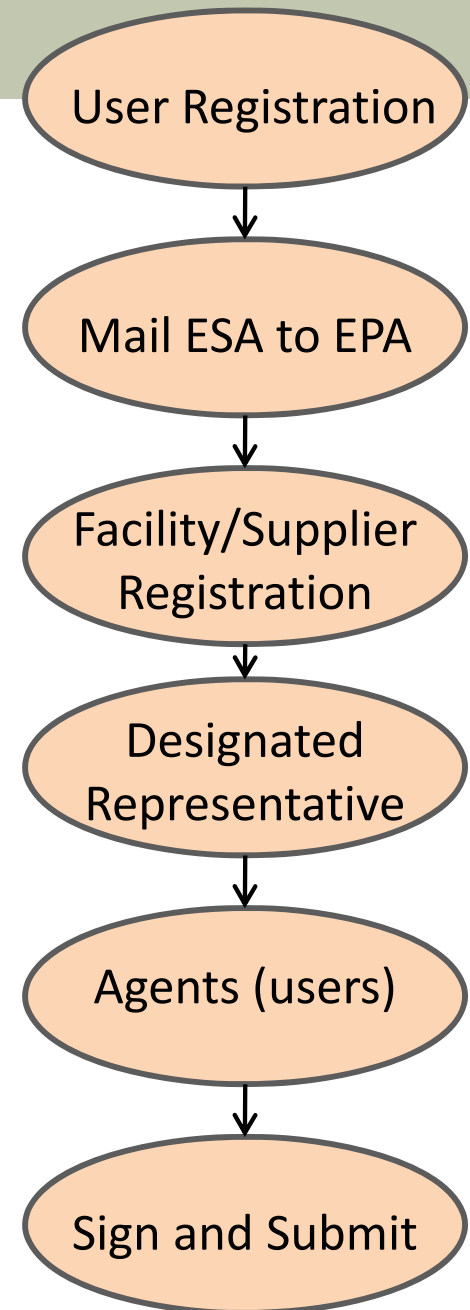 User Registration
Mail ESA to EPA
Facility/Supplier
Registration
Designated
Representative
Agents (users)
Sign and Submit